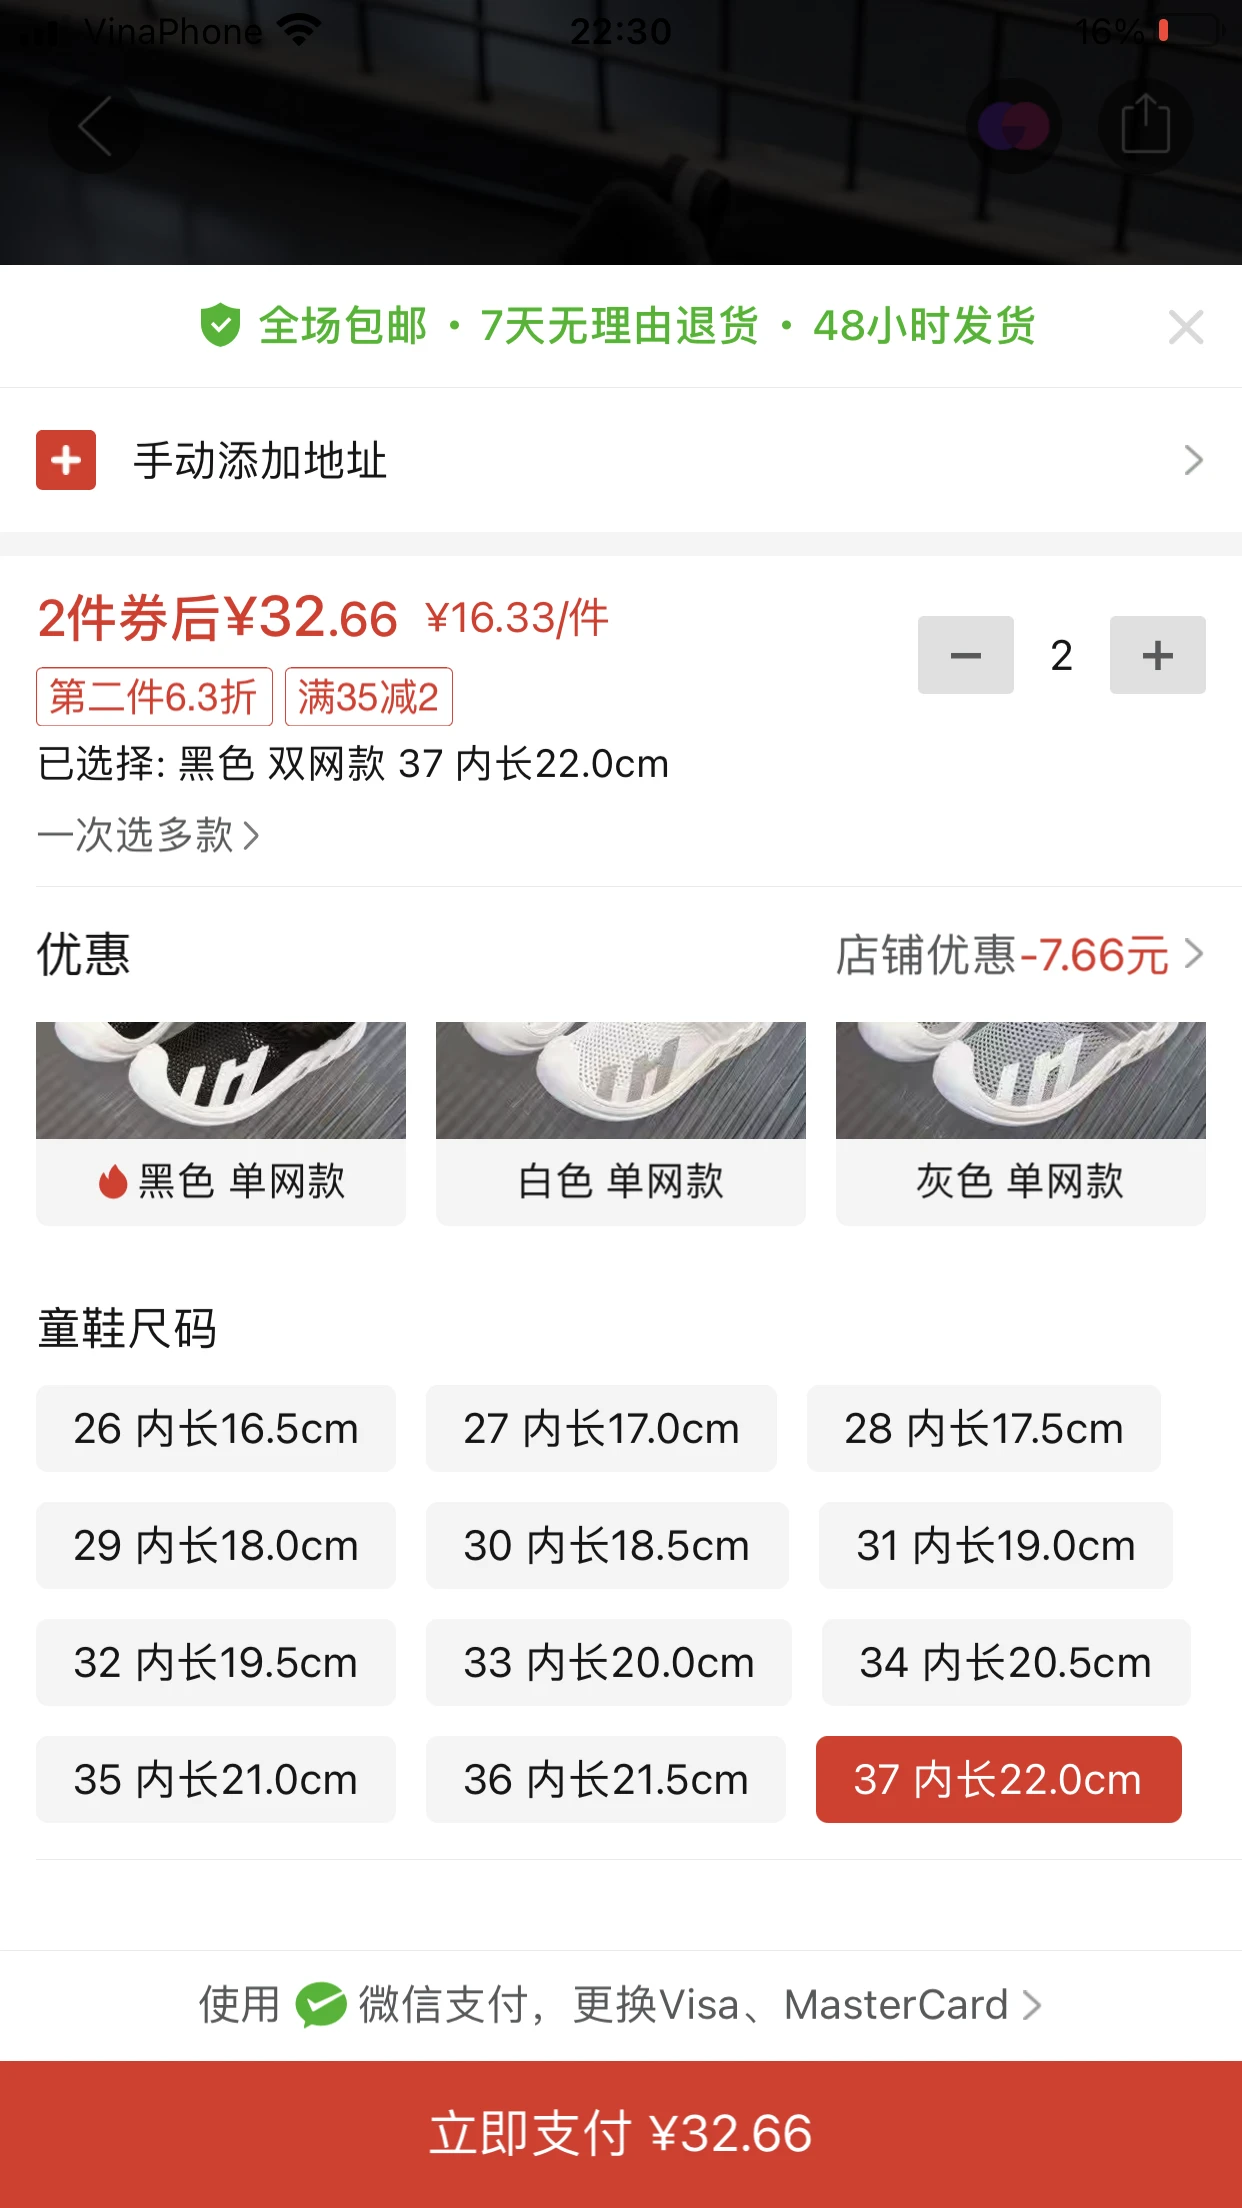 VinaPhone 22:30 16%
全场包邮・7天无理由退货・48小时发货
手动添加地址
2件券后¥32.66 ¥16.33/件
2
第二件6.3折 满35减2
已选择: 黑色 双网款 37 内长22.0cm
一次选多款
优惠 店铺优惠-7.66元
黑色 单网款 白色 单网款 灰色 单网款
童鞋尺码
26 内长16.5cm 27 内长17.0cm 28 内长17.5cm
29 内长18.0cm 30 内长18.5cm 31 内长19.0cm
32 内长19.5cm 33 内长20.0cm 34 内长20.5cm
35 内长21.0cm 36 内长21.5cm 37 内长22.0cm
使用 微信支付，更换Visa、MasterCard
立即支付 ¥32.66